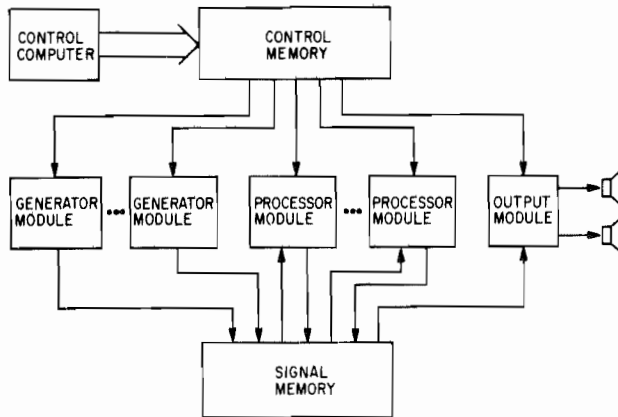 CONTROL
COMPUTER
CONTROL
MEMORY
GENERATOR
MODULE
•••
GENERATOR
MODULE
PROCESSOR
MODULE
•••
PROCESSOR
MODULE
OUTPUT
MODULE
SIGNAL
MEMORY